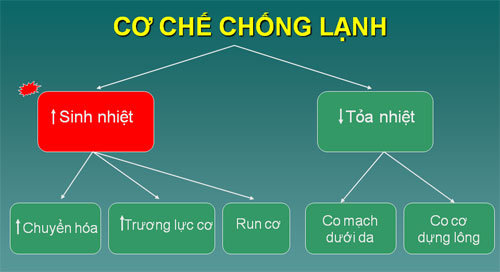 CƠ CHẾ CHỐNG LẠNH
↑Sinh nhiệt
↓Tỏa nhiệt
↑Chuyển hóa
↑Trương lực cơ
Run cơ
Co mạch
dưới da
Co cơ
dựng lông